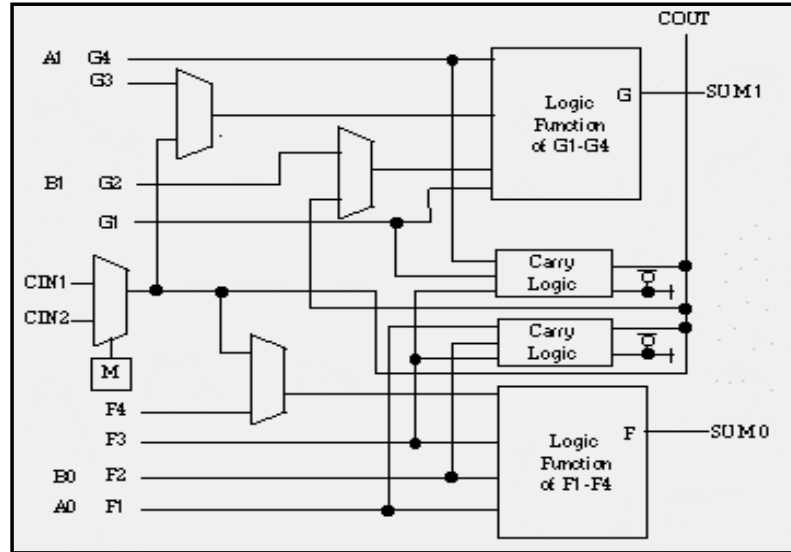 COUT
A1 G4
G3
G
SUM1
Logic
Function
of G1-G4
B1 G2
G1
CIN1
CIN2
M
Carry
Logic
Carry
Logic
F4
F3
B0 F2
A0 F1
F
SUM0
Logic
Function
of F1-F4